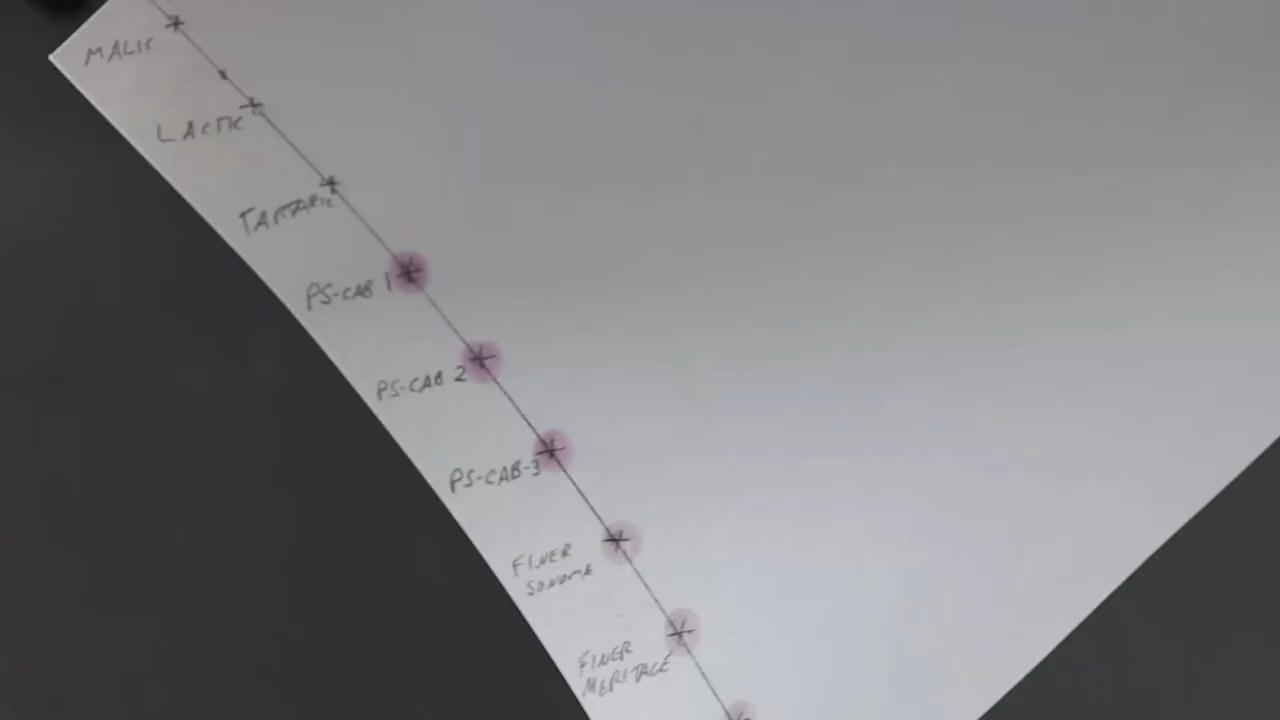 MALIC
LACTIC
TARTARIC
PS-CAB 1
PS-CAB 2
PS-CAB-3
FINER
SONOMA
FINER
MERITAGE